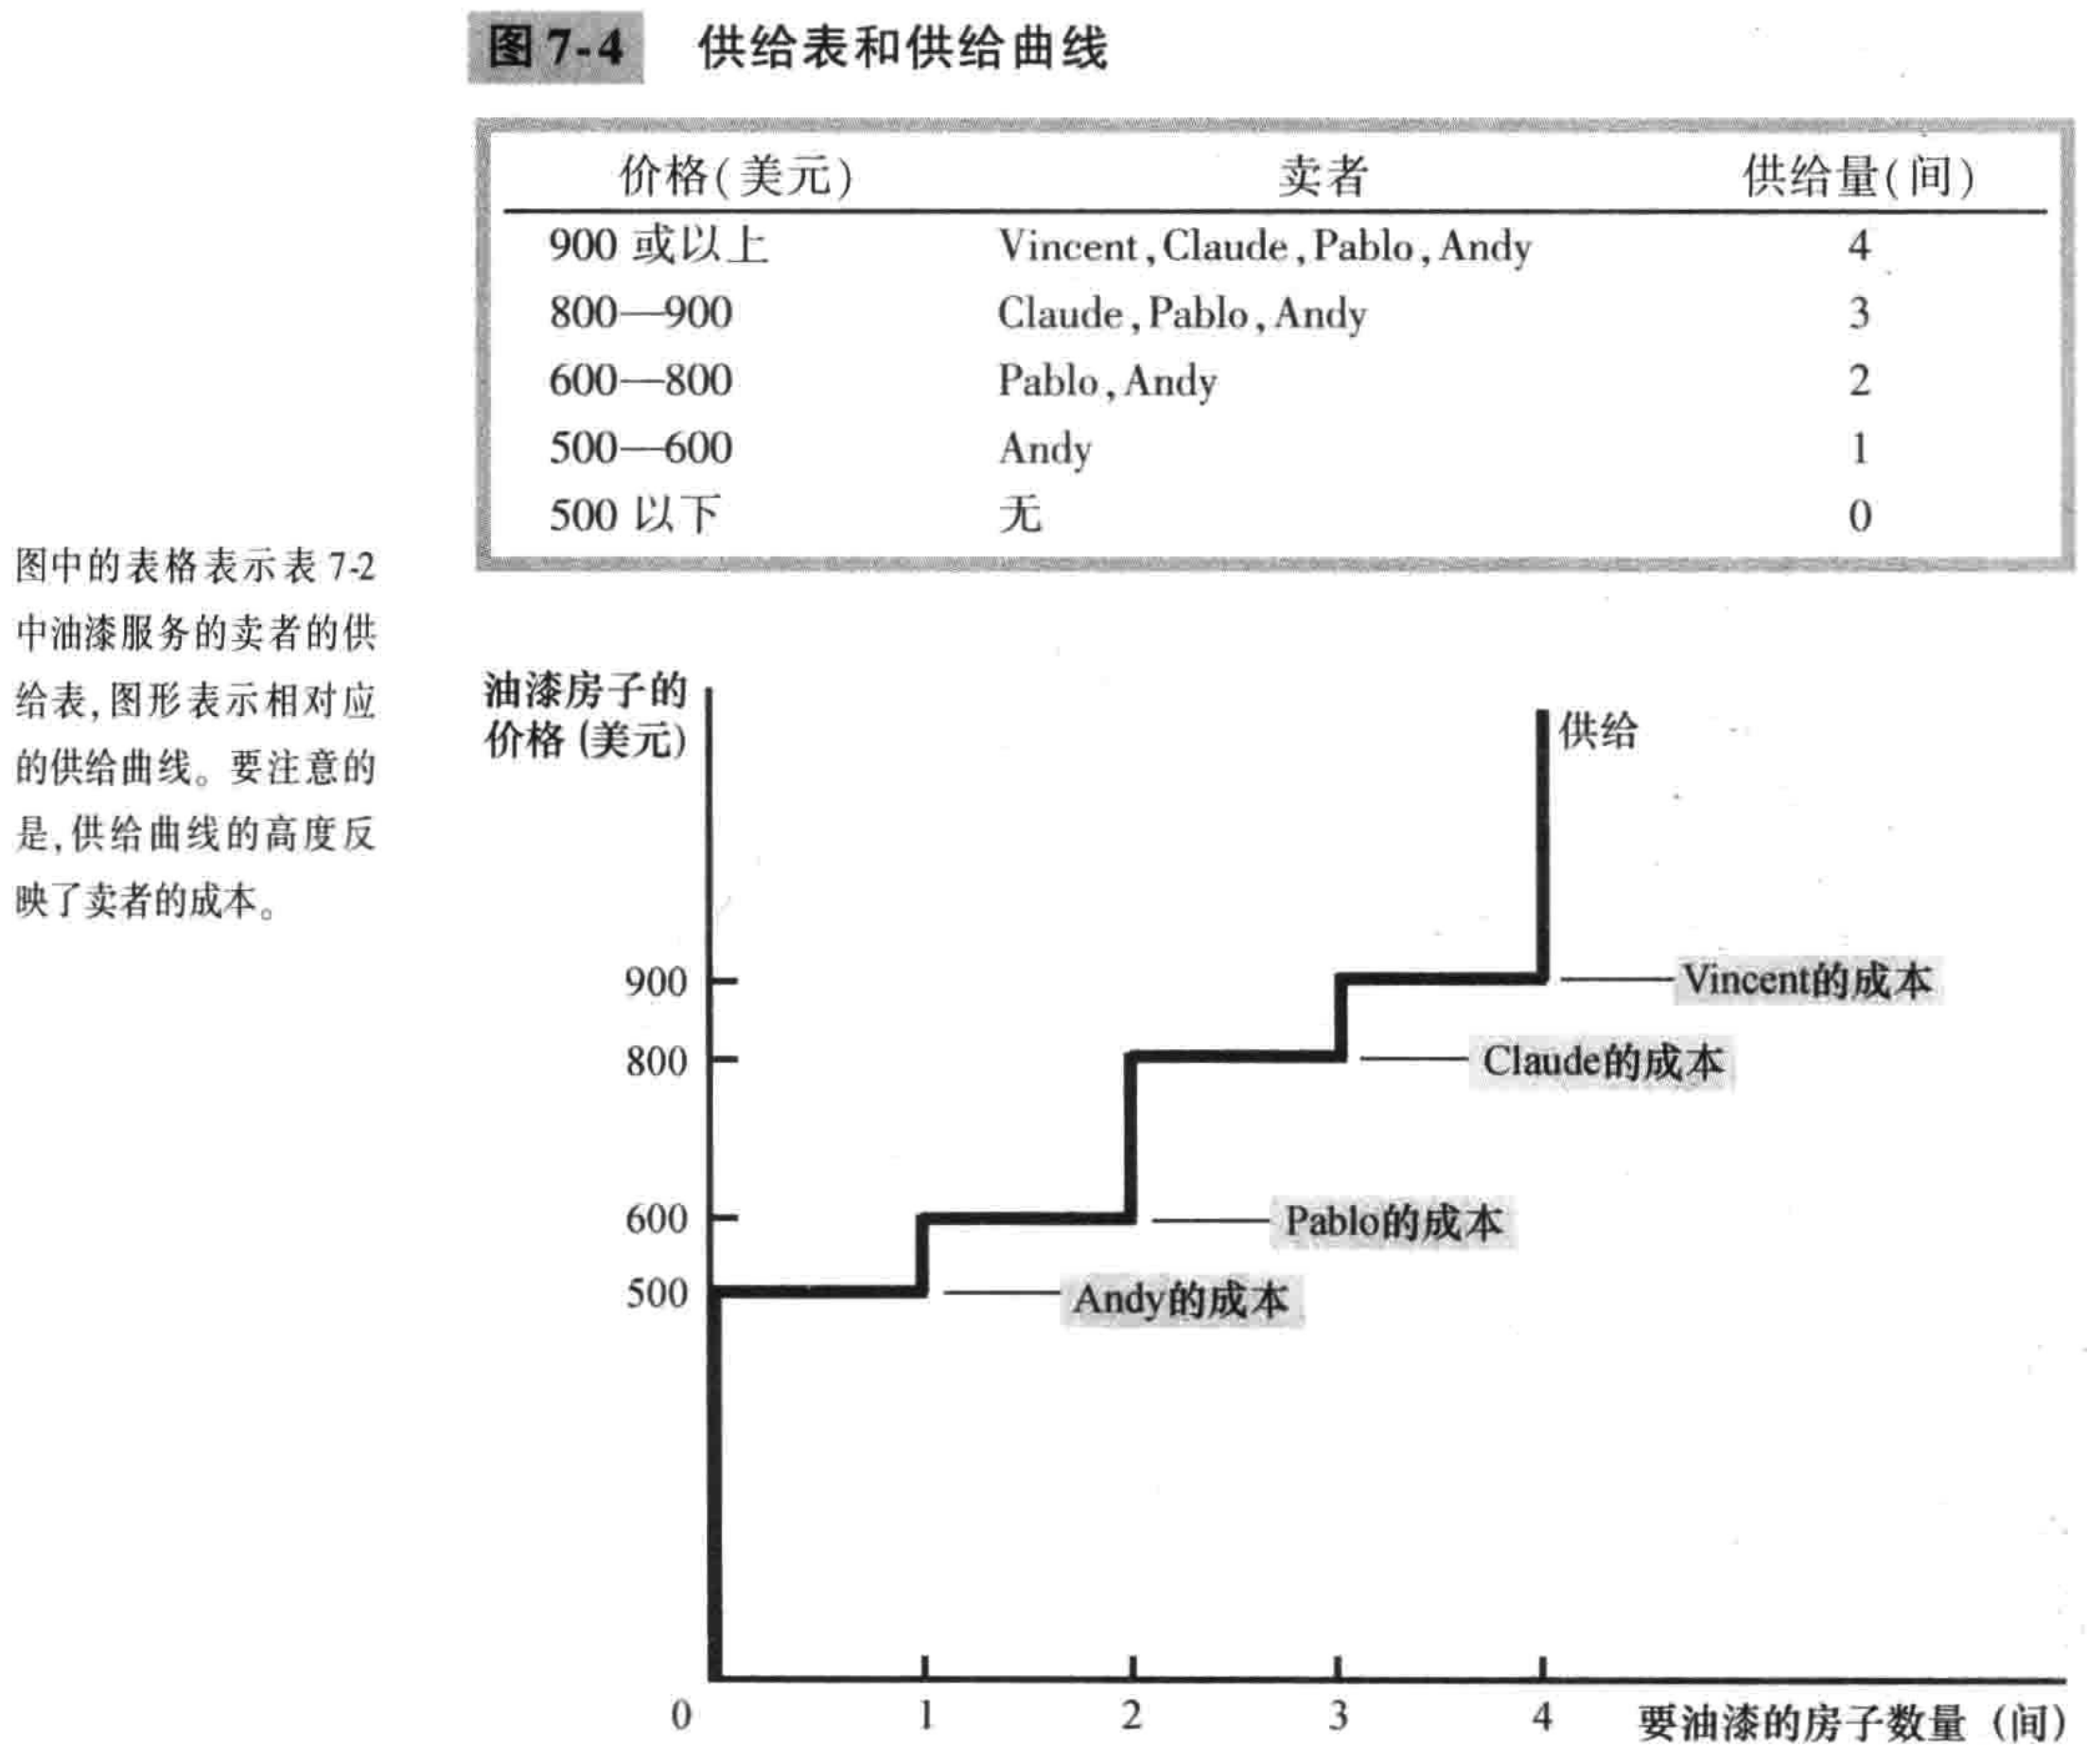 图 7-4 供给表和供给曲线
价格(美元) 卖者 供给量(间)
900 或以上 Vincent,Claude,Pablo,Andy 4
800—900 Claude,Pablo,Andy 3
600—800 Pablo,Andy 2
500—600 Andy 1
500 以下 无 0
图中的表格表示表 7-2
中油漆服务的卖者的供
给表,图形表示相对应
的供给曲线。要注意的
是,供给曲线的高度反
映了卖者的成本。
油漆房子的
价格 (美元)
供给
900
Vincent的成本
800
Claude的成本
600
Pablo的成本
500
Andy的成本
0 1 2 3 4 要油漆的房子数量（间）